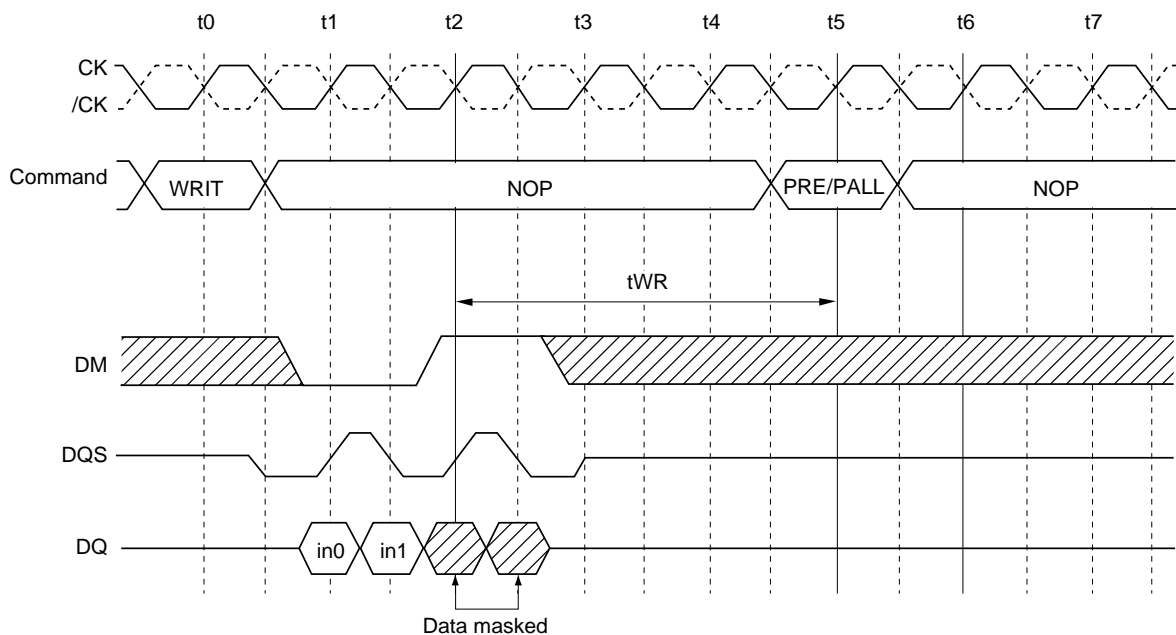 t0 t1 t2 t3 t4 t5 t6 t7
CK
/CK
Command WRIT NOP PRE/PALL NOP
tWR
DM
DQS
DQ in0 in1
Data masked